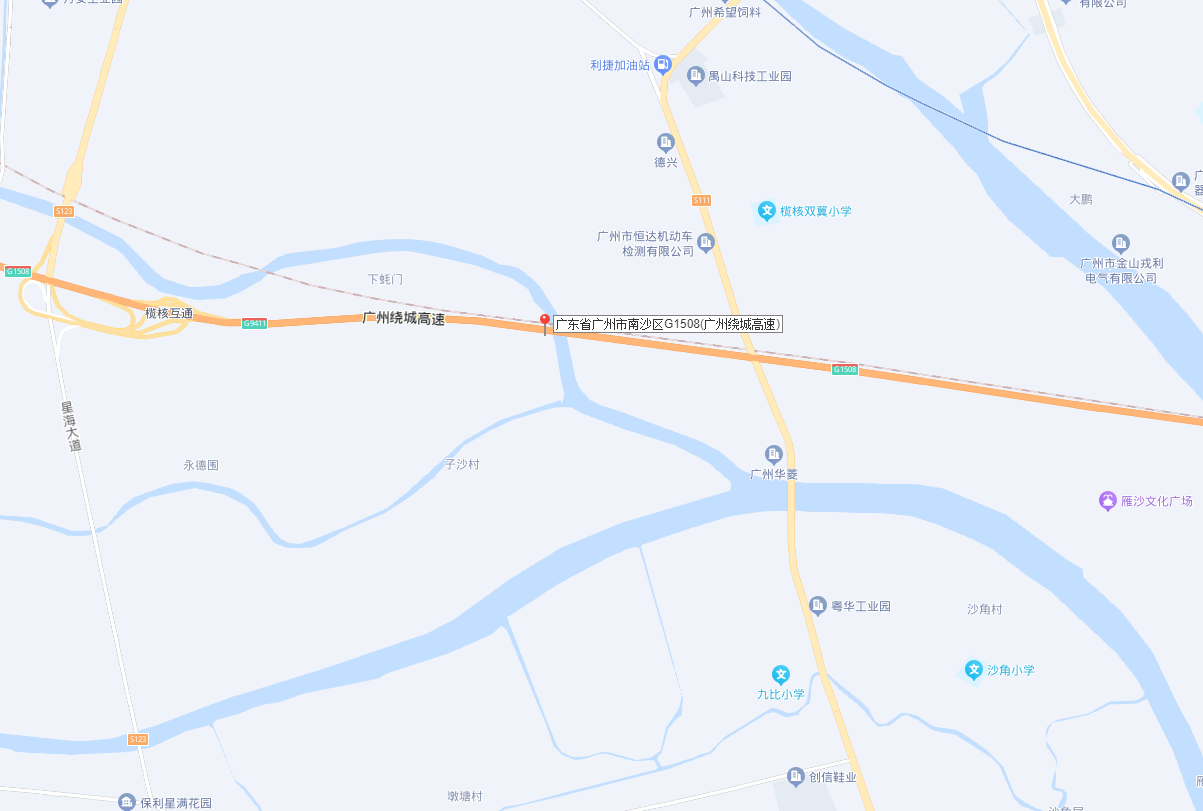 万安工业园
广州希望饲料
有限公司
利捷加油站
禺山科技工业园
德兴
S111
大鹏
榄核双翼小学
S123
广州市恒达机动车
检测有限公司
广州市金山戎利
电气有限公司
G1508
下蚝门
榄核互通
G9411
广州绕城高速
广东省广州市南沙区G1508(广州绕城高速)
G1508
星海大道
永德围
子沙村
广州华菱
雁沙文化广场
粤华工业园
沙角村
沙角小学
九比小学
S123
创信鞋业
墩塘村
保利星满花园